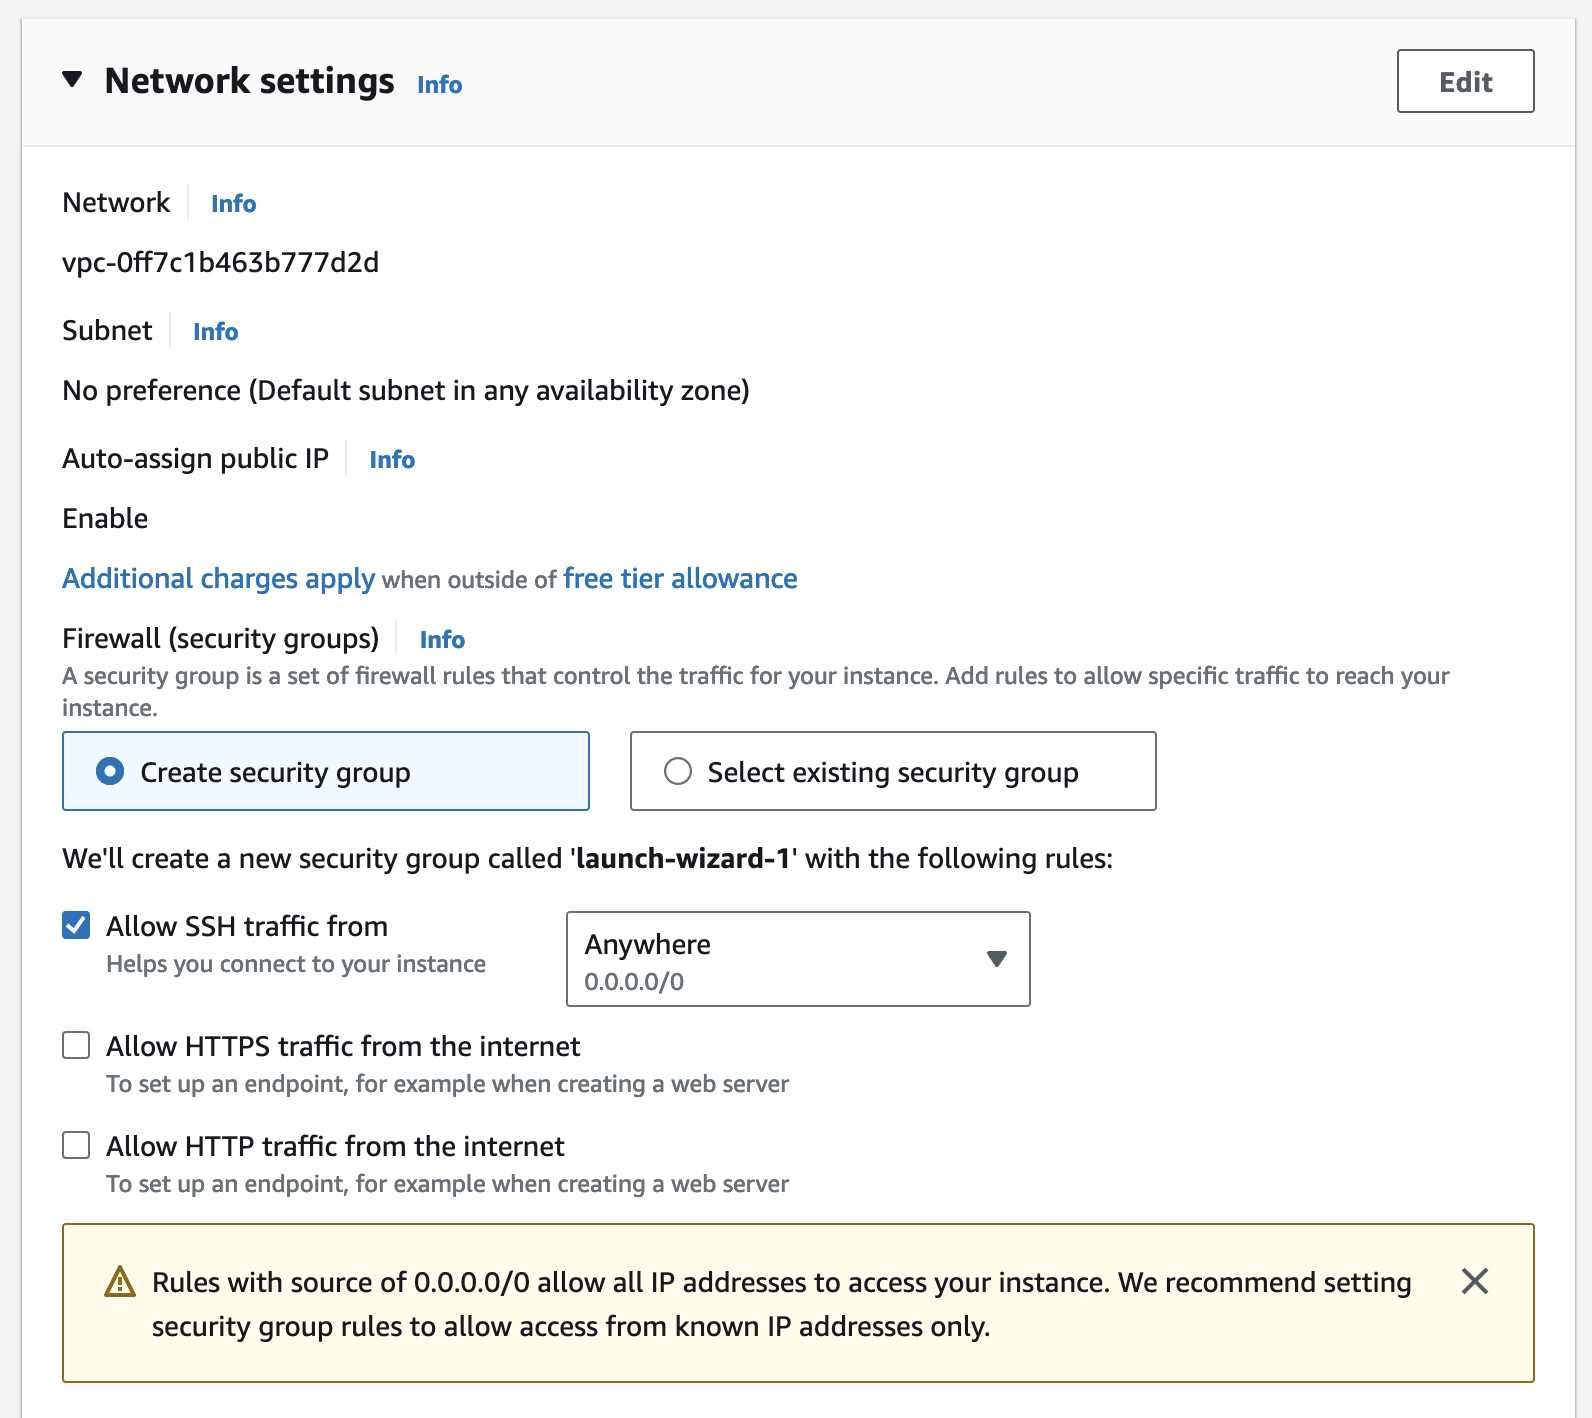 Network settings Info
Edit
Network Info
vpc-0ff7c1b463b777d2d
Subnet Info
No preference (Default subnet in any availability zone)
Auto-assign public IP Info
Enable
Additional charges apply when outside of free tier allowance
Firewall (security groups) Info
A security group is a set of firewall rules that control the traffic for your instance. Add rules to allow specific traffic to reach your
instance.
Create security group
Select existing security group
We'll create a new security group called 'launch-wizard-1' with the following rules:
Allow SSH traffic from
Helps you connect to your instance
Anywhere
0.0.0.0/0
Allow HTTPS traffic from the internet
To set up an endpoint, for example when creating a web server
Allow HTTP traffic from the internet
To set up an endpoint, for example when creating a web server
Rules with source of 0.0.0.0/0 allow all IP addresses to access your instance. We recommend setting
security group rules to allow access from known IP addresses only.